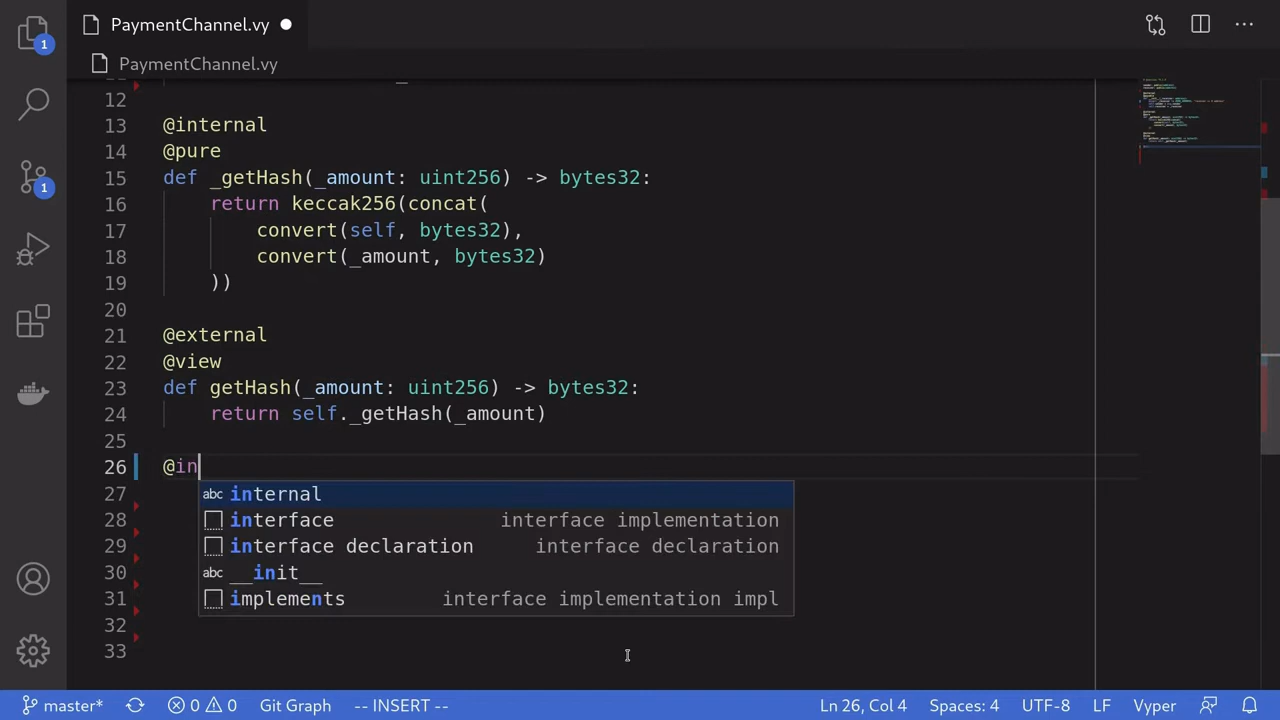 PaymentChannel.vy
PaymentChannel.vy
1
12
13 @internal
14 @pure
15 def _getHash(_amount: uint256) -> bytes32:
16 return keccak256(concat(
17 convert(self, bytes32),
18 convert(_amount, bytes32)
19 ))
20
21 @external
22 @view
23 def getHash(_amount: uint256) -> bytes32:
24 return self._getHash(_amount)
25
26 @in
27 abc internal
28 interface interface implementation
29 interface declaration interface declaration
30 abc __init__
31 implements interface implementation impl
32
33
1
master* 0 0 Git Graph -- INSERT -- Ln 26, Col 4 Spaces: 4 UTF-8 LF Vyper